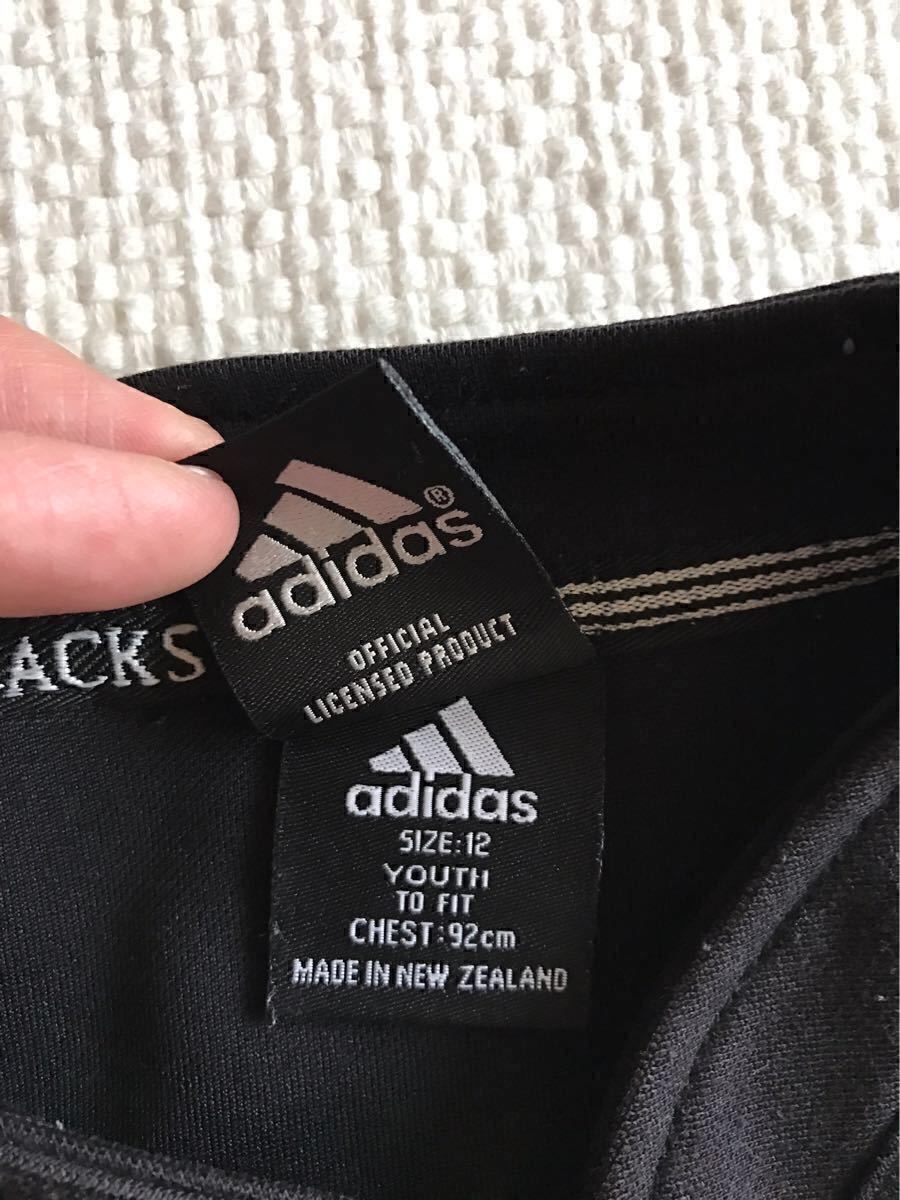 adidas®
OFFICIAL
LICENSED PRODUCT
ACKS
adidas
SIZE:12
YOUTH
TO FIT
CHEST:92cm
MADE IN NEW ZEALAND